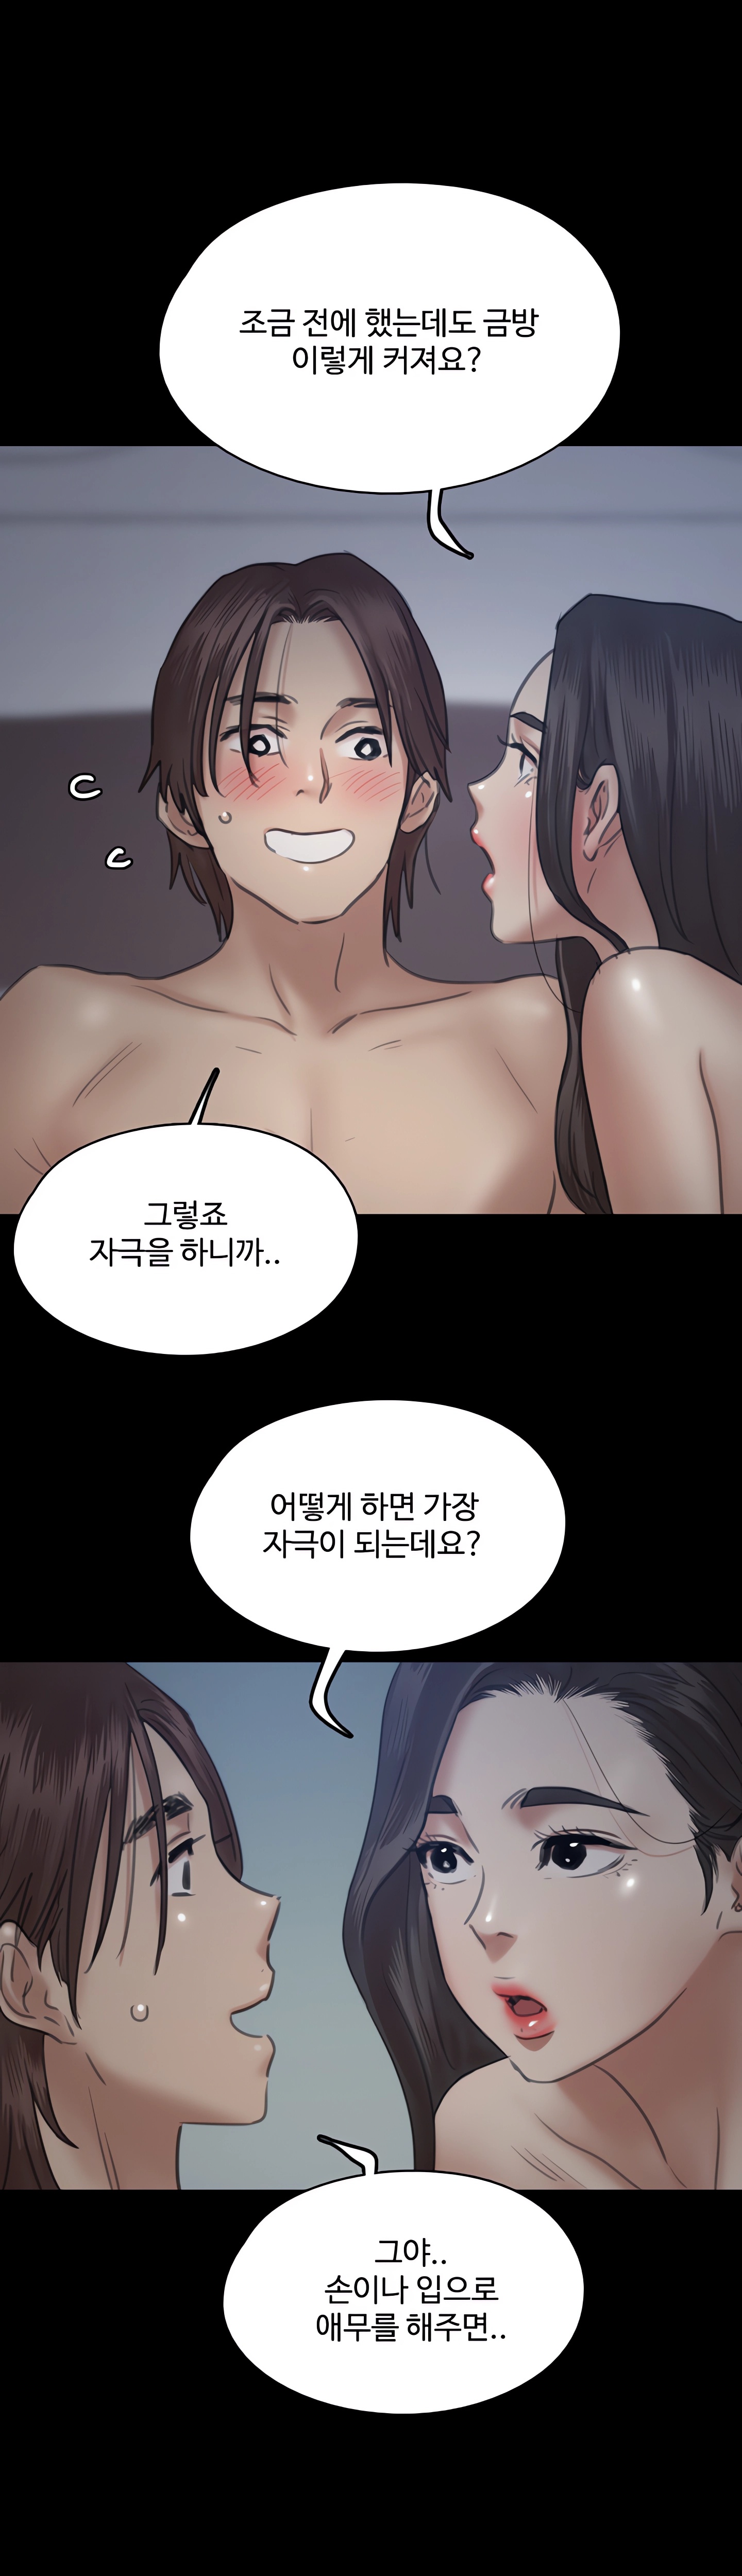 조금 전에 했는데도 금방
이렇게 커져요?
그렇죠
자극을 하니까..
어떻게 하면 가장
자극이 되는데요?
그야..
손이나 입으로
애무를 해주면..